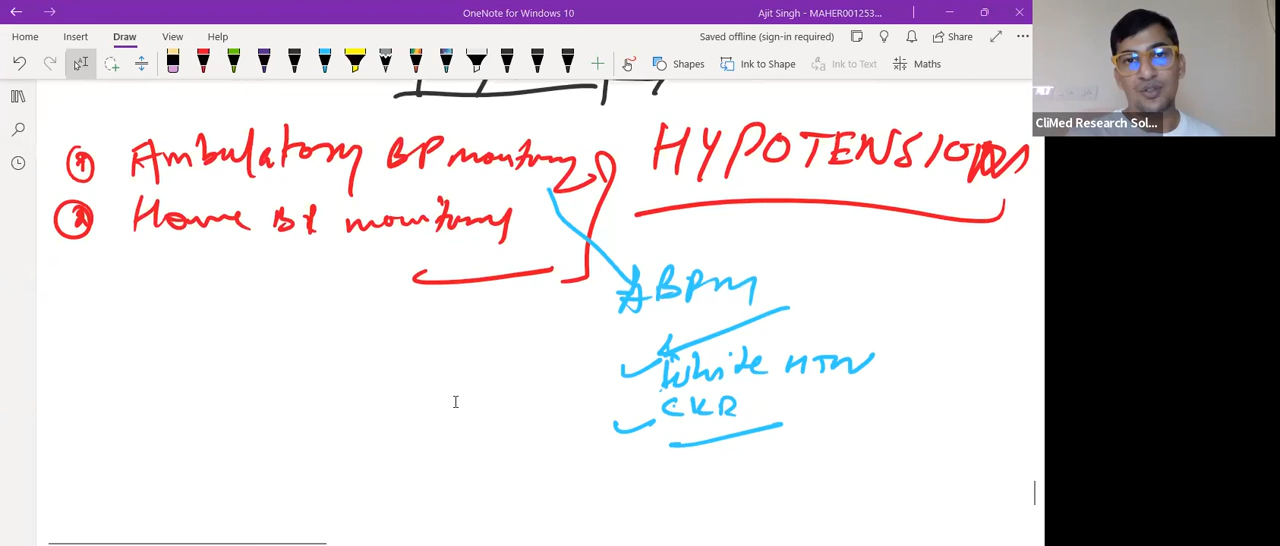 OneNote for Windows 10
Ajit Singh - MAHER001253...
Home Insert Draw View Help
Saved offline (sign-in required)
Share
Shapes
Ink to Shape
Ink to Text
Maths
CliMed Research Sol...
① Ambulatory BP monitoring
HYPOTENSION
② Home BP monitoring
ABPM
White HTN
CKR